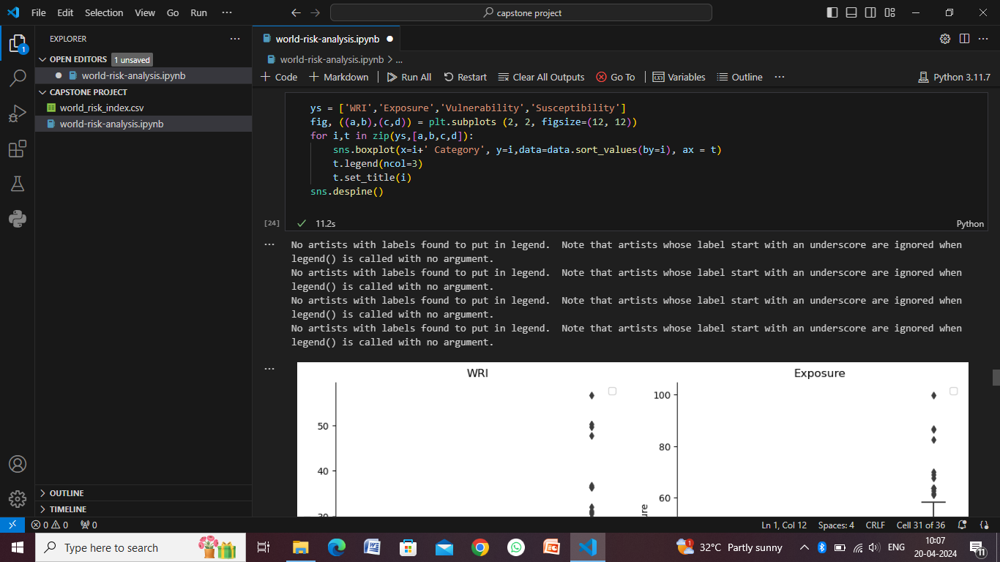 File Edit Selection View Go Run ···
capstone project
EXPLORER ···
OPEN EDITORS 1 unsaved
world-risk-analysis.ipynb
CAPSTONE PROJECT
world_risk_index.csv
world-risk-analysis.ipynb
OUTLINE
TIMELINE
1
world-risk-analysis.ipynb
world-risk-analysis.ipynb > ...
+ Code + Markdown Run All Restart Clear All Outputs Go To Variables Outline ··· Python 3.11.7
ys = ['WRI','Exposure','Vulnerability','Susceptibility']
fig, ((a,b),(c,d)) = plt.subplots (2, 2, figsize=(12, 12))
for i,t in zip(ys,[a,b,c,d]):
    sns.boxplot(x=i+' Category', y=i,data=data.sort_values(by=i), ax = t)
    t.legend(ncol=3)
    t.set_title(i)
sns.despine()
[24] 11.2s Python
No artists with labels found to put in legend.  Note that artists whose label start with an underscore are ignored when
legend() is called with no argument.
No artists with labels found to put in legend.  Note that artists whose label start with an underscore are ignored when
legend() is called with no argument.
No artists with labels found to put in legend.  Note that artists whose label start with an underscore are ignored when
legend() is called with no argument.
No artists with labels found to put in legend.  Note that artists whose label start with an underscore are ignored when
legend() is called with no argument.
WRI
50
40
30
Exposure
100
80
60
ure
0 0 0
Ln 1, Col 12 Spaces: 4 CRLF Cell 31 of 36
Type here to search
1 32°C Partly sunny ENG 10:07
20-04-2024
11